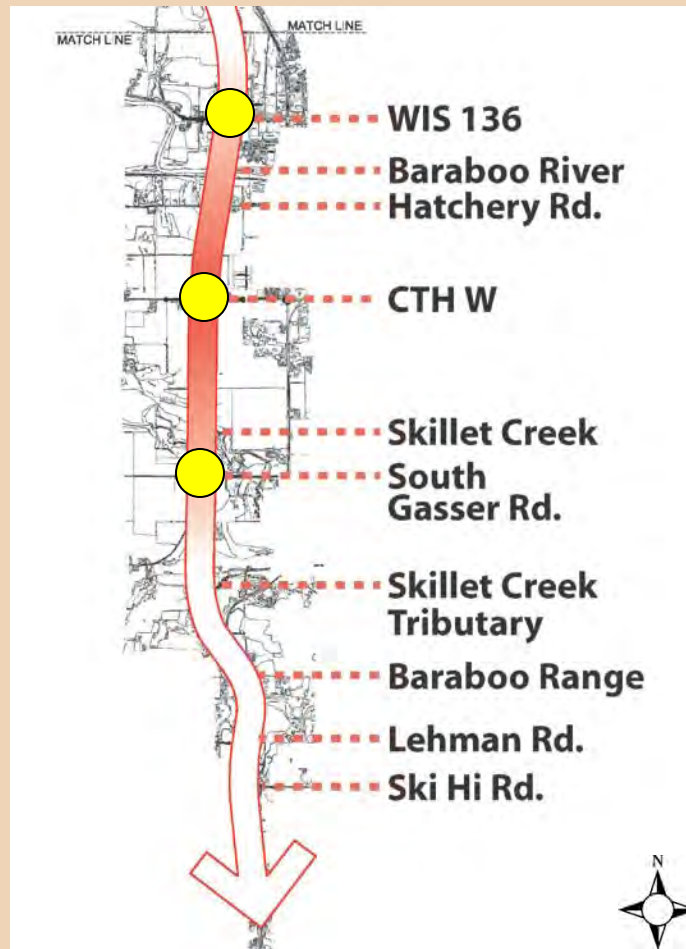 MATCH LINE
MATCH LINE
WIS 136
Baraboo River
Hatchery Rd.
CTH W
Skillet Creek
South
Gasser Rd.
Skillet Creek
Tributary
Baraboo Range
Lehman Rd.
Ski Hi Rd.
N